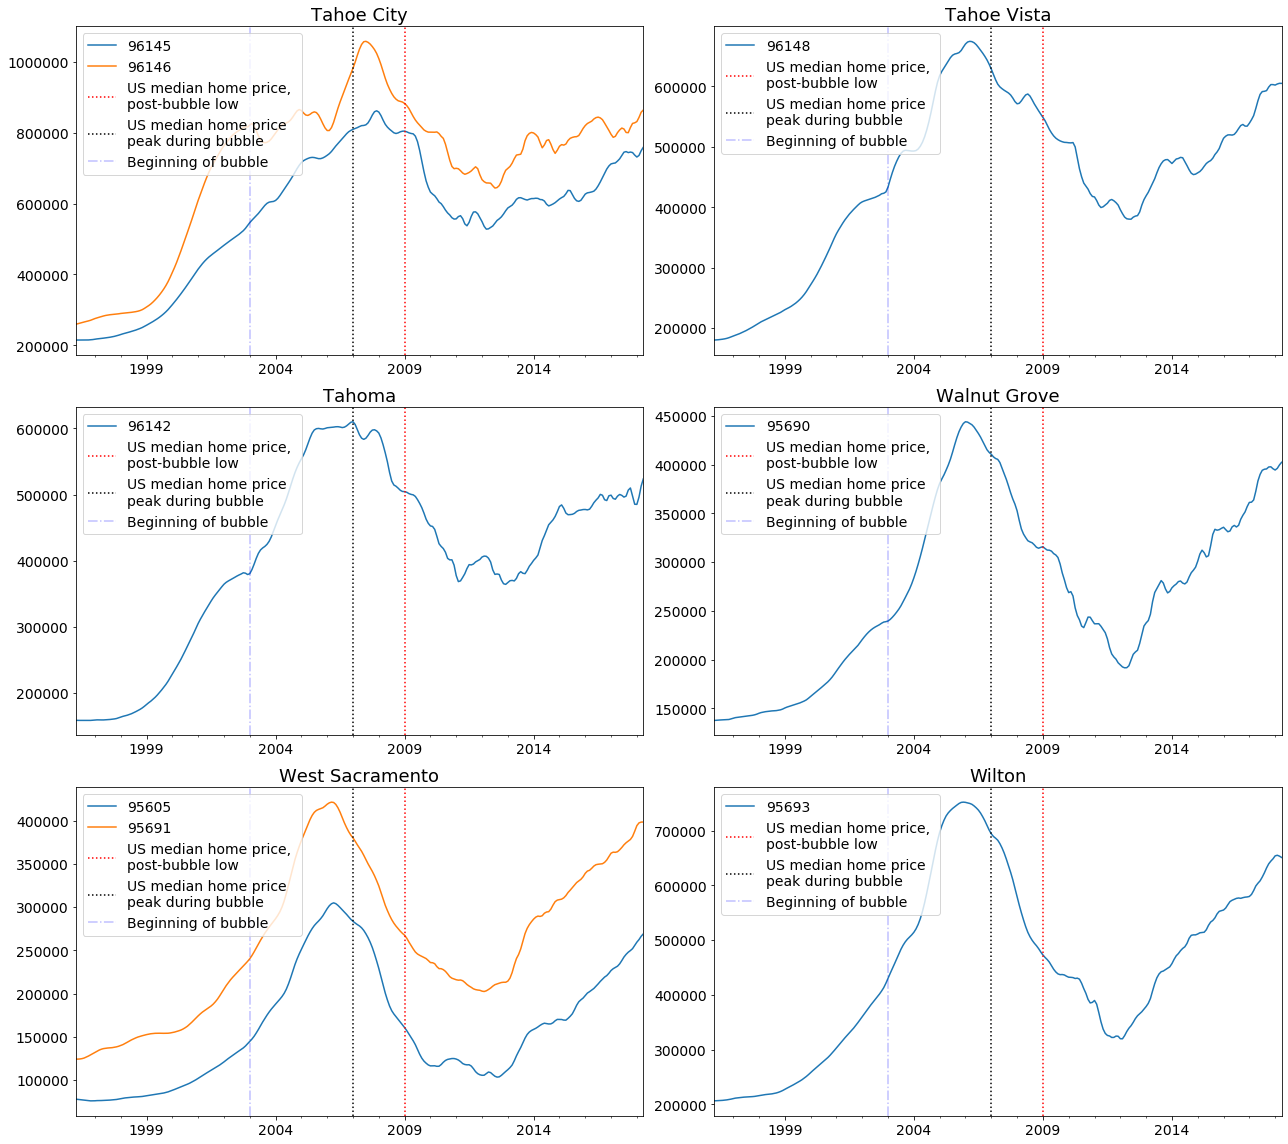 Tahoe City
96145
96146
US median home price,
post-bubble low
US median home price
peak during bubble
Beginning of bubble
1000000
800000
600000
400000
200000
1999
2004
2009
2014
Tahoe Vista
96148
US median home price,
post-bubble low
US median home price
peak during bubble
Beginning of bubble
600000
500000
400000
300000
200000
1999
2004
2009
2014
Tahoma
96142
US median home price,
post-bubble low
US median home price
peak during bubble
Beginning of bubble
600000
500000
400000
300000
200000
1999
2004
2009
2014
Walnut Grove
95690
US median home price,
post-bubble low
US median home price
peak during bubble
Beginning of bubble
450000
400000
350000
300000
250000
200000
150000
1999
2004
2009
2014
West Sacramento
95605
95691
US median home price,
post-bubble low
US median home price
peak during bubble
Beginning of bubble
400000
350000
300000
250000
200000
150000
100000
1999
2004
2009
2014
Wilton
95693
US median home price,
post-bubble low
US median home price
peak during bubble
Beginning of bubble
700000
600000
500000
400000
300000
200000
1999
2004
2009
2014